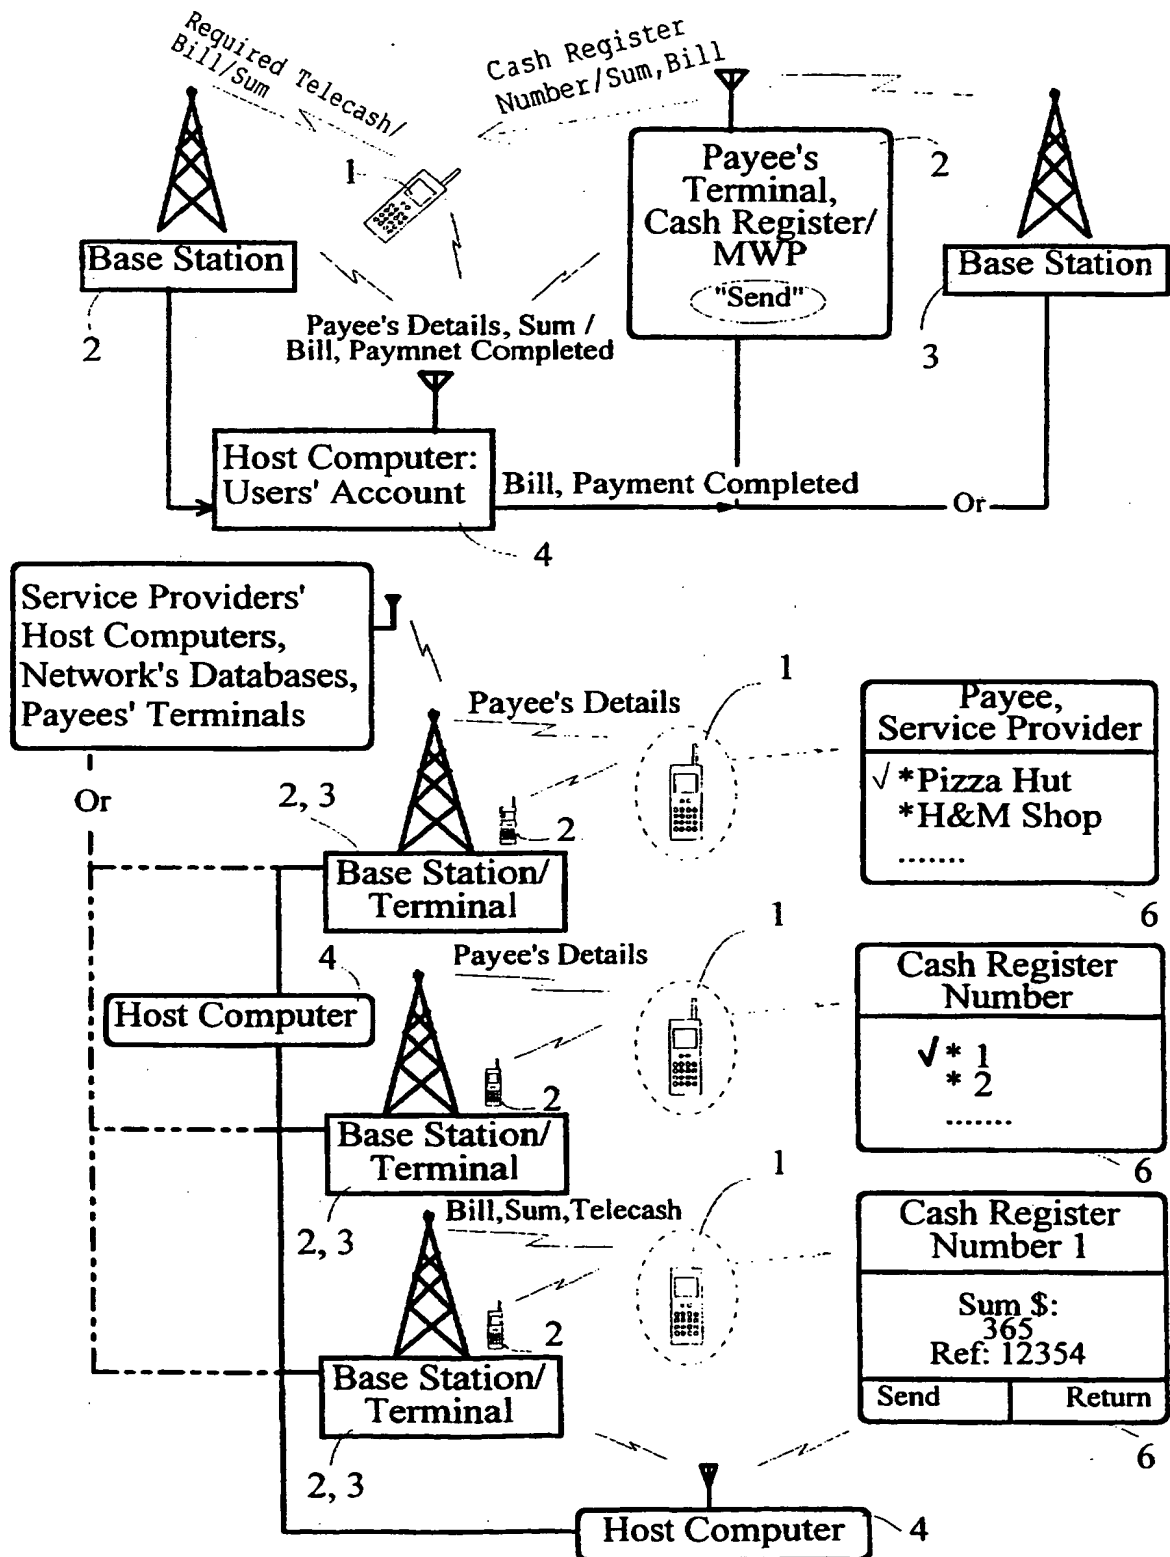 Required Telecash/
Bill/Sum
Cash Register
Number/Sum,Bill
1
Payee's
Terminal,
Cash Register/
MWP
"Send"
2
Base Station
2
Base Station
3
Payee's Details, Sum /
Bill, Paymnet Completed
Host Computer:
Users' Account
Bill, Payment Completed
Or
4
Service Providers'
Host Computers,
Network's Databases,
Payees' Terminals
Or
Payee's Details
1
Payee,
Service Provider
√ *Pizza Hut
*H&M Shop
.......
6
2, 3
2
Base Station/
Terminal
4
Host Computer
Payee's Details
1
Cash Register
Number
√* 1
* 2
.......
6
2
Base Station/
Terminal
2, 3
Bill,Sum,Telecash
1
Cash Register
Number 1
Sum $:
365
Ref: 12354
Send Return
6
2
Base Station/
Terminal
2, 3
Host Computer
4